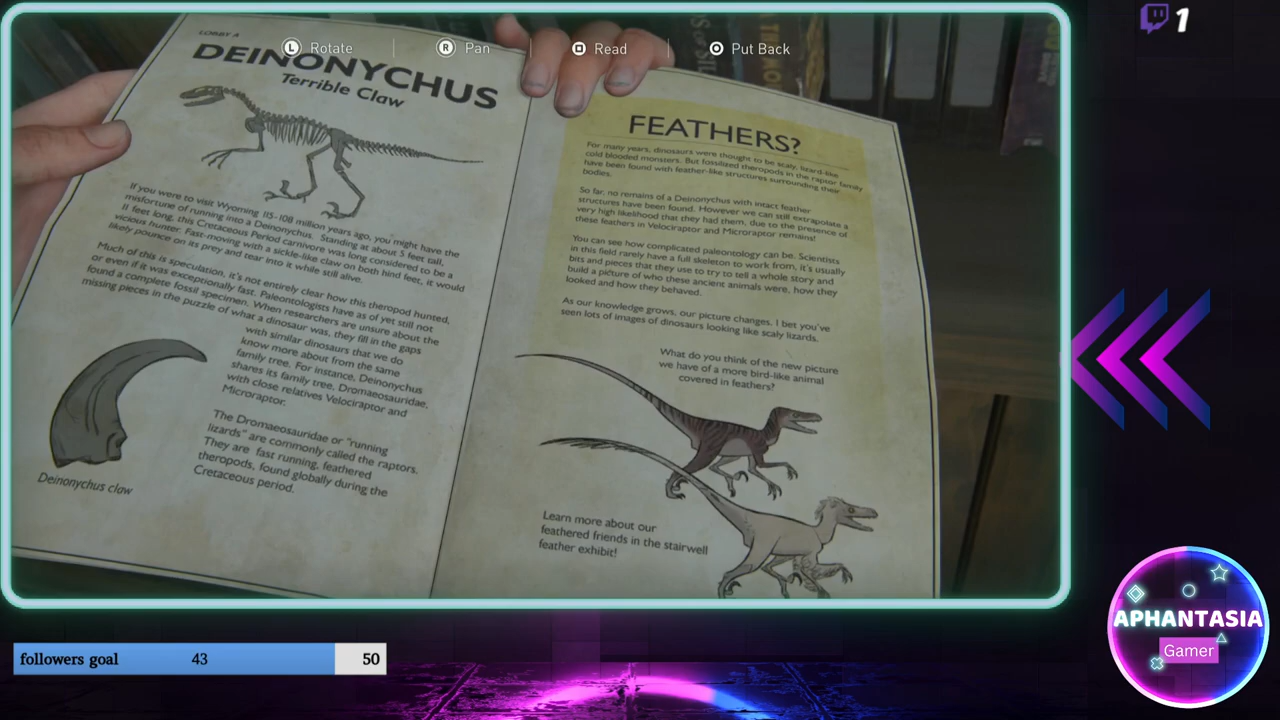 1
LOBBY A
L Rotate
R Pan
Read
Put Back
DEINONYCHUS
Terrible Claw
If you were to visit Wyoming 115-108 million years ago, you might have the
misfortune of running into a Deinonychus. Standing at about 5 feet tall,
11 feet long, this Cretaceous Period carnivore was long considered to be a
vicious hunter. Fast-moving with a sickle-like claw on both hind feet, it would
likely pounce on its prey and tear into it while still alive.
Much of this is speculation, it's not entirely clear how this theropod hunted,
or even if it was exceptionally fast. Paleontologists have as of yet still not
found a complete fossil specimen. When researchers are unsure about the
missing pieces in the puzzle of what a dinosaur was, they fill in the gaps
with similar dinosaurs that we do
know more about from the same
family tree. For instance, Deinonychus
shares its family tree, Dromaeosauridae,
with close relatives Velociraptor and
Microraptor.
The Dromaeosauridae or "running
lizards" are commonly called the raptors.
They are fast running, feathered
theropods, found globally during the
Cretaceous period.
Deinonychus claw
FEATHERS?
For many years, dinosaurs were thought to be scaly, lizard-like
cold blooded monsters. But fossilized theropods in the raptor family
have been found with feather-like structures surrounding their
bodies.
So far, no remains of a Deinonychus with intact feather
structures have been found. However we can still extrapolate a
very high likelihood that they had them, due to the presence of
these feathers in Velociraptor and Microraptor remains!
You can see how complicated paleontology can be. Scientists
in this field rarely have a full skeleton to work from, it's usually
bits and pieces that they use to try to tell a whole story and
build a picture of who these ancient animals were, how they
looked and how they behaved.
As our knowledge grows, our picture changes. I bet you've
seen lots of images of dinosaurs looking like scaly lizards.
What do you think of the new picture
we have of a more bird-like animal
covered in feathers?
Learn more about our
feathered friends in the stairwell
feather exhibit!
followers goal 43 50
APHANTASIA
Gamer